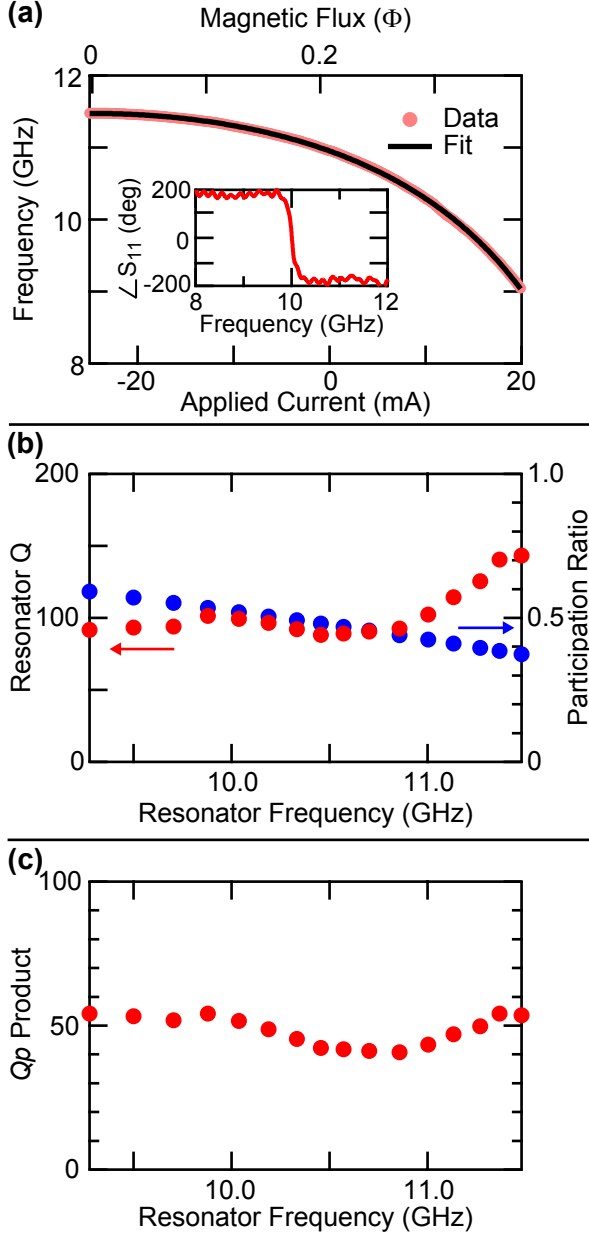 (a)
Magnetic Flux (Φ)
0 0.2
12
10
8
Frequency (GHz)
Data
Fit
200
0
-200
∠S11 (deg)
8 10 12
Frequency (GHz)
-20 0 20
Applied Current (mA)
(b)
200
100
0
Resonator Q
1.0
0.5
0
Participation Ratio
10.0 11.0
Resonator Frequency (GHz)
(c)
100
50
0
Qp Product
10.0 11.0
Resonator Frequency (GHz)